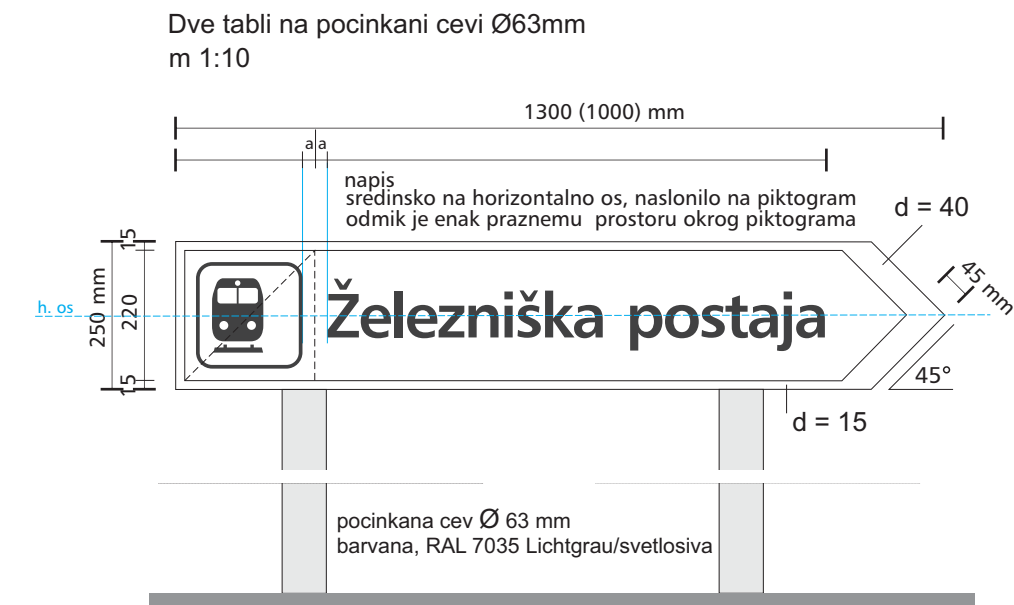 Dve tabli na pocinkani cevi Ø63mm
m 1:10
1300 (1000) mm
a a
napis
sredinsko na horizontalno os, naslonilo na piktogram
odmik je enak praznemu prostoru okrog piktograma
d = 40
15
45 mm
h. os
250 mm
220
Železniška postaja
15
45°
d = 15
pocinkana cev Ø 63 mm
barvana, RAL 7035 Lichtgrau/svetlosiva